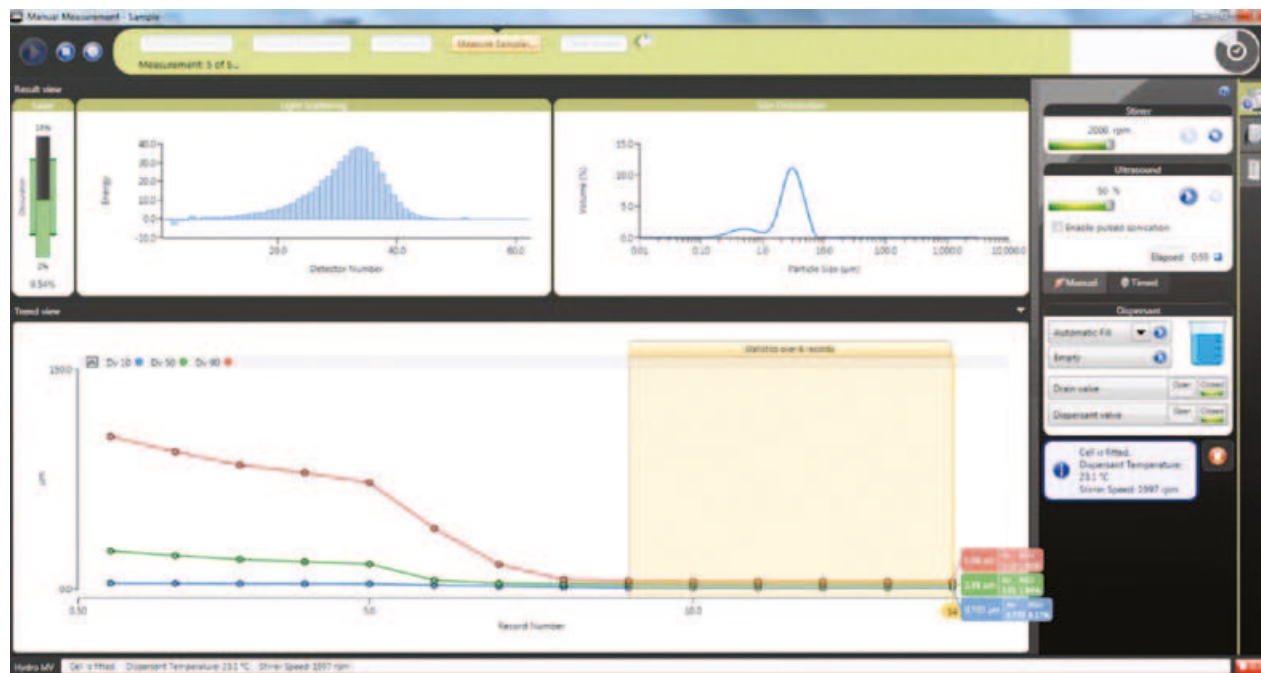 Manual Measurement - Sample
Measure Sample...
Measurement: 5 of 5...
Result view
Laser
Light Scattering
Size Distribution
Obscuration
2%
9.54%
Energy
40.0
30.0
20.0
10.0
0.0
-10.0
20.0
40.0
60.0
Detector Number
Volume (%)
15.0
10.0
5.0
0.0
0.01
0.10
1.0
10.0
100.0
1,000.0
10,000.0
Particle Size (µm)
Trend view
Dv 10
Dv 50
Dv 90
Statistics over 6 records
150.0
µm
0.0
0.50
5.0
10.0
14
Record Number
Stirrer
2000 rpm
Ultrasound
50 %
Enable pulsed sonication
Elapsed 0:59
Manual
Timed
Dispersant
Automatic Fill
Empty
Drain valve
Open
Closed
Dispersant valve
Open
Closed
Cell is fitted.
Dispersant Temperature:
23.1 °C
Stirrer Speed: 1997 rpm
Hydro MV
Cell is fitted. Dispersant Temperature: 23.1 °C Stirrer Speed: 1997 rpm